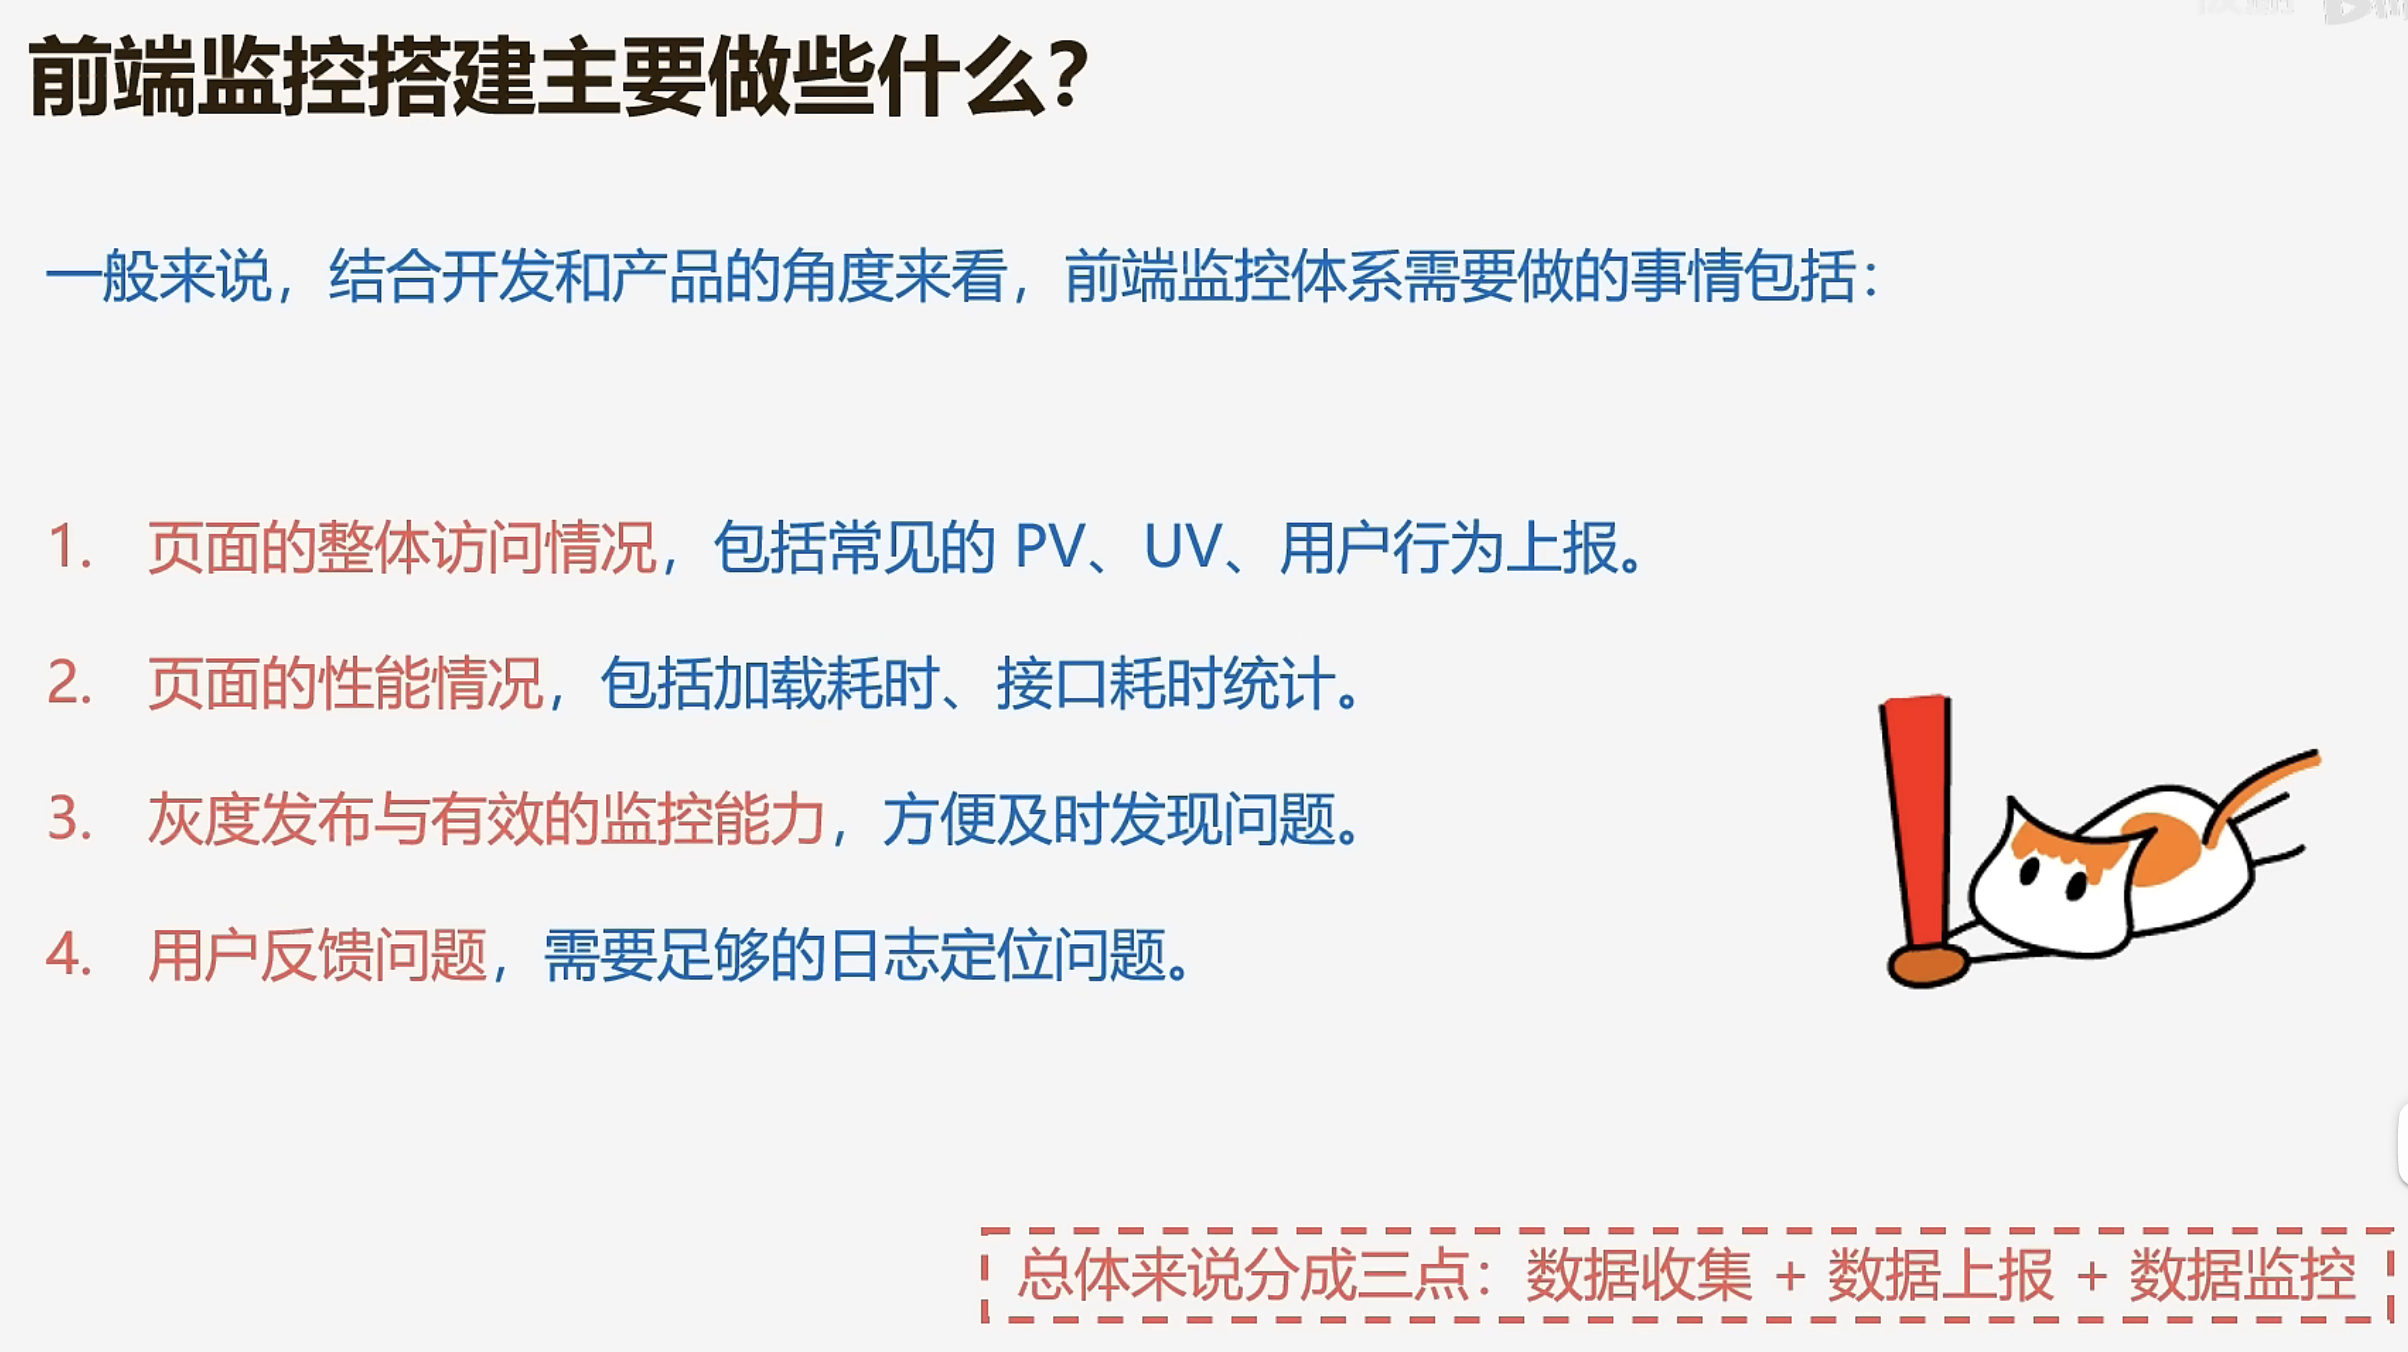 前端监控搭建主要做些什么？
一般来说，结合开发和产品的角度来看，前端监控体系需要做的事情包括：
1. 页面的整体访问情况，包括常见的 PV、UV、用户行为上报。
2. 页面的性能情况，包括加载耗时、接口耗时统计。
3. 灰度发布与有效的监控能力，方便及时发现问题。
4. 用户反馈问题，需要足够的日志定位问题。
总体来说分成三点：数据收集 + 数据上报 + 数据监控